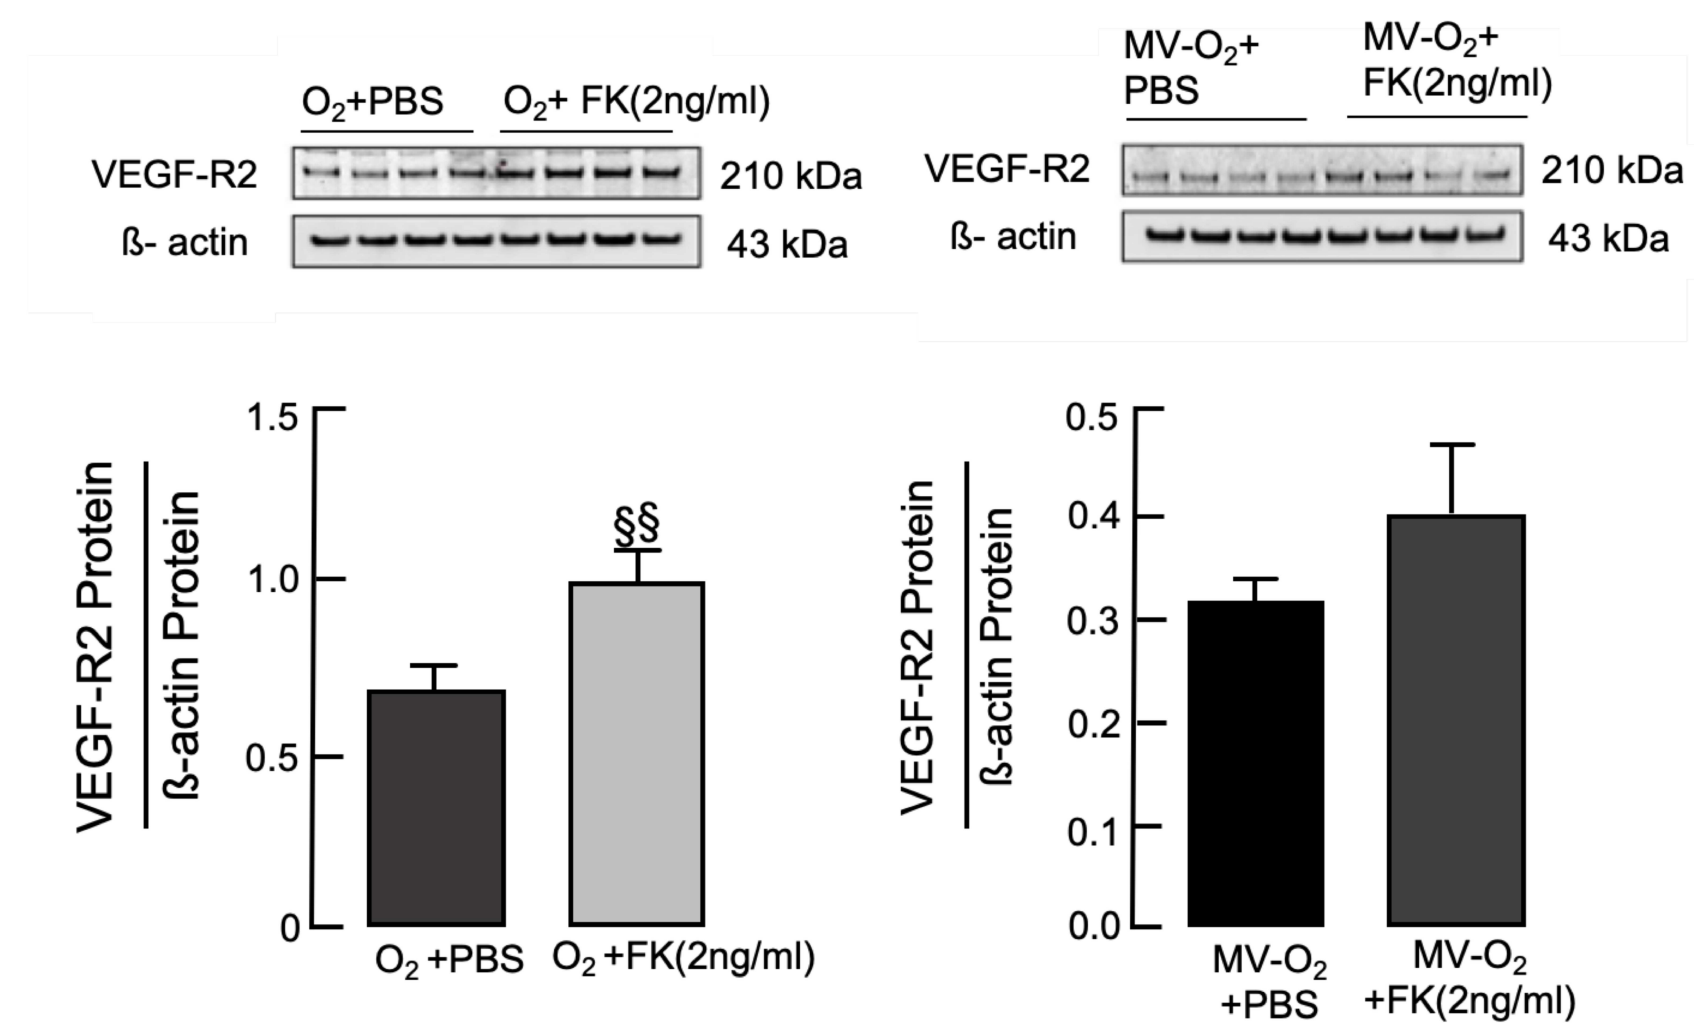 O₂+PBS
O₂+ FK(2ng/ml)
VEGF-R2
210 kDa
ß- actin
43 kDa
MV-O₂+
PBS
MV-O₂+
FK(2ng/ml)
VEGF-R2
210 kDa
ß- actin
43 kDa
VEGF-R2 Protein
ß-actin Protein
1.5
1.0
0.5
0
§§
O₂ +PBS
O₂ +FK(2ng/ml)
VEGF-R2 Protein
ß-actin Protein
0.5
0.4
0.3
0.2
0.1
0.0
MV-O₂
+PBS
MV-O₂
+FK(2ng/ml)